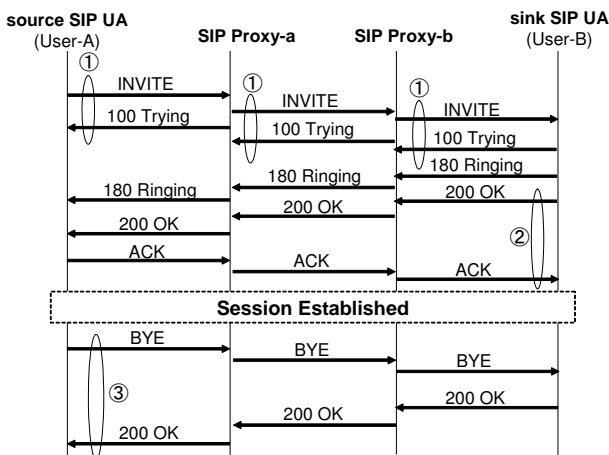 source SIP UA
(User-A)
SIP Proxy-a
SIP Proxy-b
sink SIP UA
(User-B)
①
INVITE
①
INVITE
①
INVITE
100 Trying
100 Trying
100 Trying
180 Ringing
180 Ringing
180 Ringing
200 OK
200 OK
200 OK
②
ACK
ACK
ACK
Session Established
BYE
BYE
BYE
③
200 OK
200 OK
200 OK